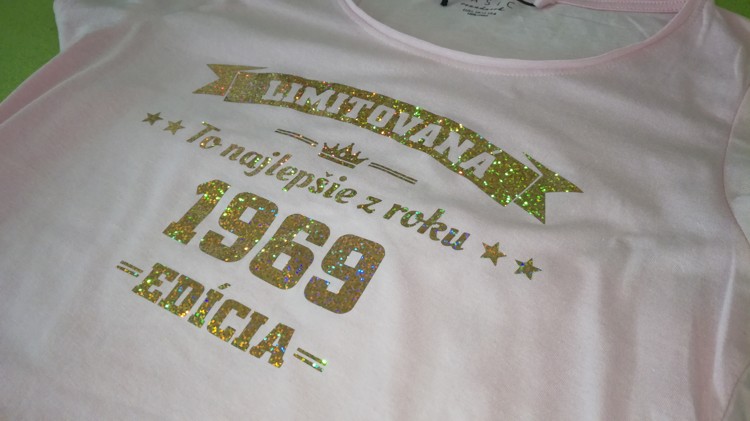 LIMITOVANÁ
To najlepšie z roku
1969
EDÍCIA